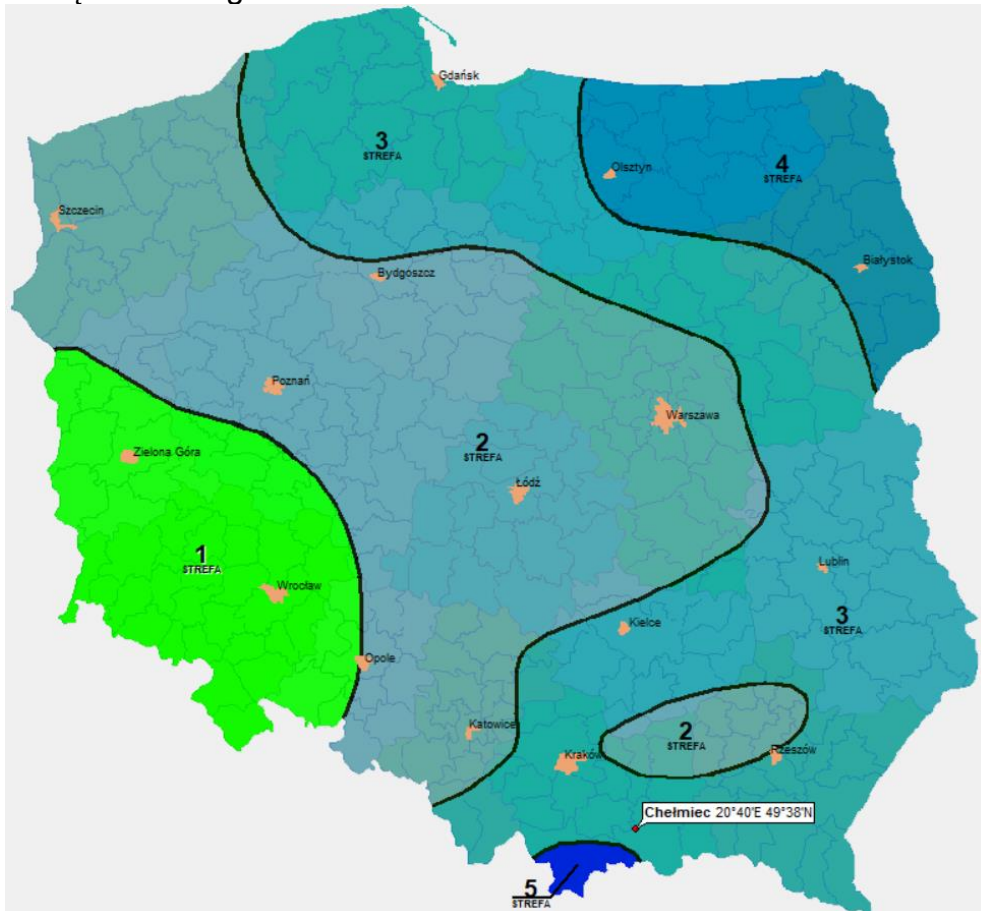 Gdańsk
3
STREFA
4
STREFA
Olsztyn
Szczecin
Białystok
Bydgoszcz
Poznań
Warszawa
2
STREFA
Zielona Góra
Łódź
1
STREFA
Wrocław
Lublin
3
STREFA
Kielce
Opole
Katowice
2
STREFA
Kraków
Rzeszów
Chełmiec 20°40'E 49°38'N
5
STREFA